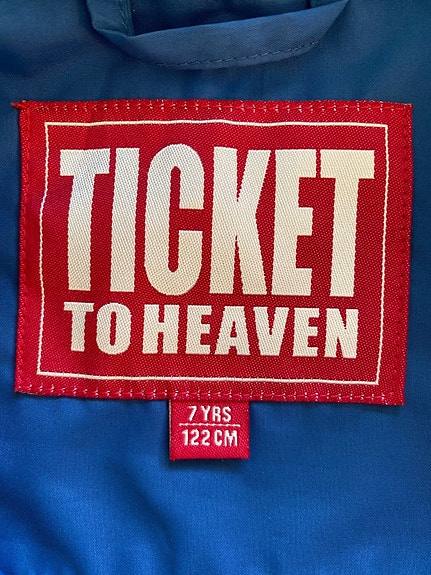 TICKET
TO HEAVEN
7 YRS
122 CM